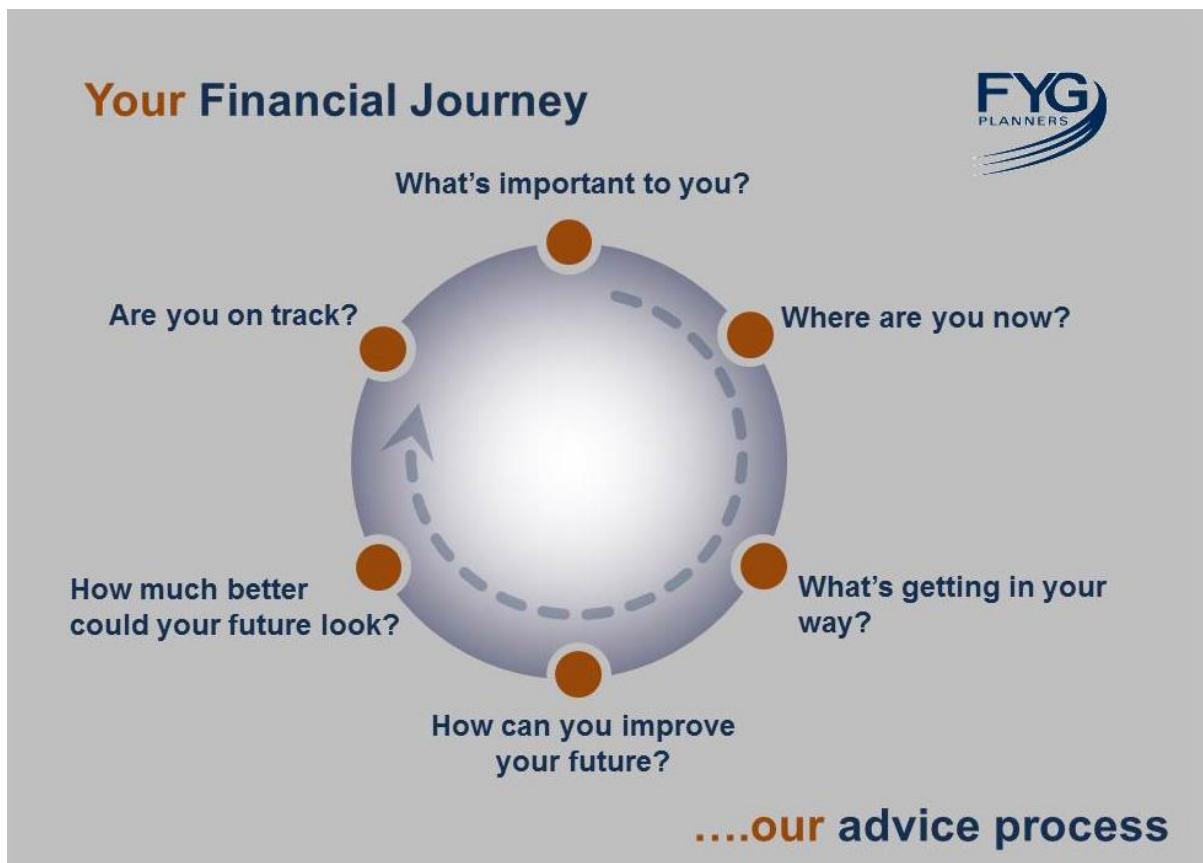 Your Financial Journey
FYG
PLANNERS
What's important to you?
Are you on track?
Where are you now?
How much better
could your future look?
What's getting in your
way?
How can you improve
your future?
....our advice process